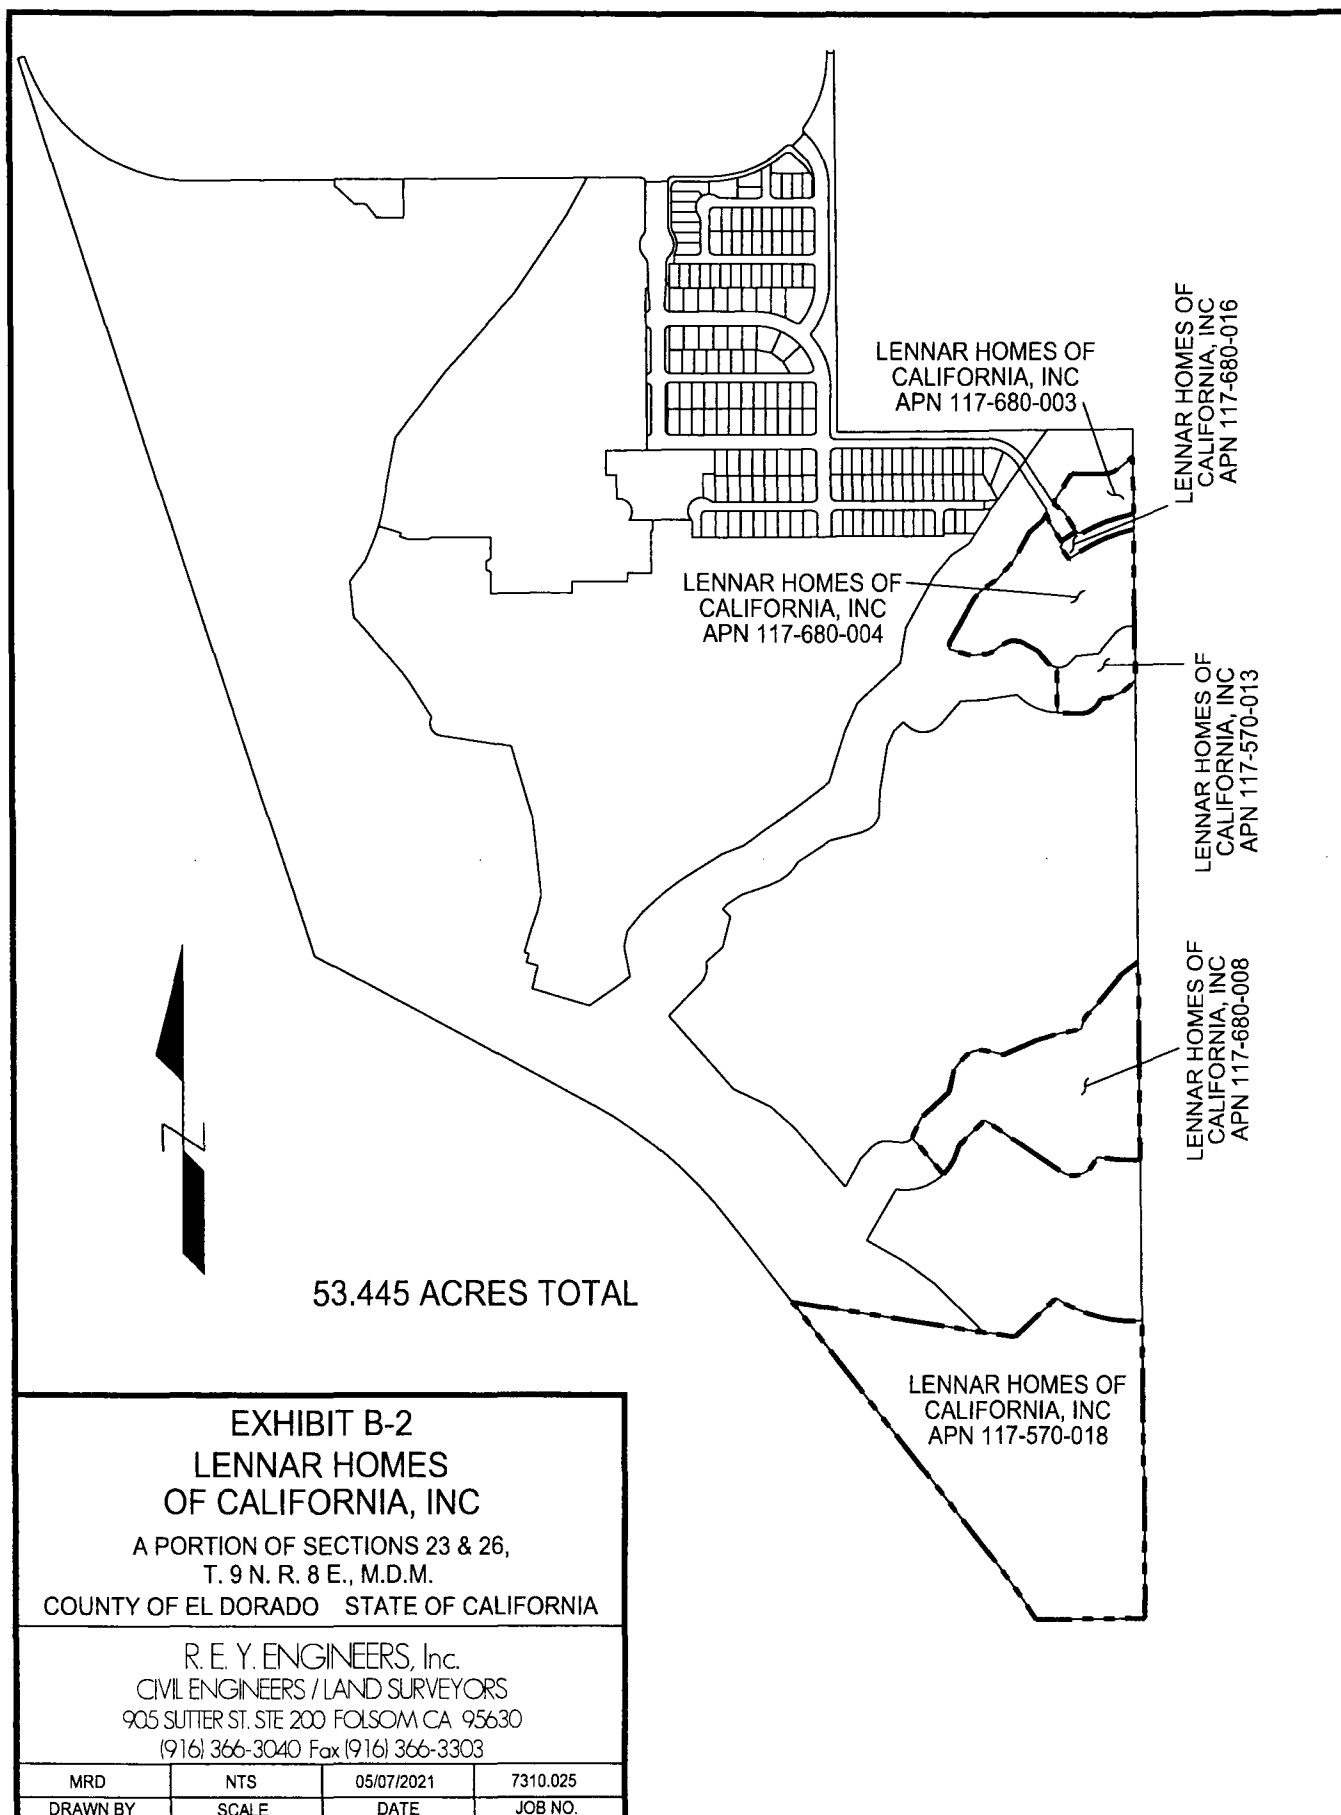 LENNAR HOMES OF
CALIFORNIA, INC
APN 117-680-003
LENNAR HOMES OF
CALIFORNIA, INC
APN 117-680-016
LENNAR HOMES OF
CALIFORNIA, INC
APN 117-680-004
LENNAR HOMES OF
CALIFORNIA, INC
APN 117-570-013
LENNAR HOMES OF
CALIFORNIA, INC
APN 117-680-008
N
53.445 ACRES TOTAL
LENNAR HOMES OF
CALIFORNIA, INC
APN 117-570-018
EXHIBIT B-2
LENNAR HOMES
OF CALIFORNIA, INC
A PORTION OF SECTIONS 23 & 26,
T. 9 N. R. 8 E., M.D.M.
COUNTY OF EL DORADO STATE OF CALIFORNIA
R. E. Y. ENGINEERS, Inc.
CIVIL ENGINEERS / LAND SURVEYORS
905 SUTTER ST. STE 200 FOLSOM CA 95630
(916) 366-3040 Fax (916) 366-3303
MRD NTS 05/07/2021 7310.025
DRAWN BY SCALE DATE JOB NO.